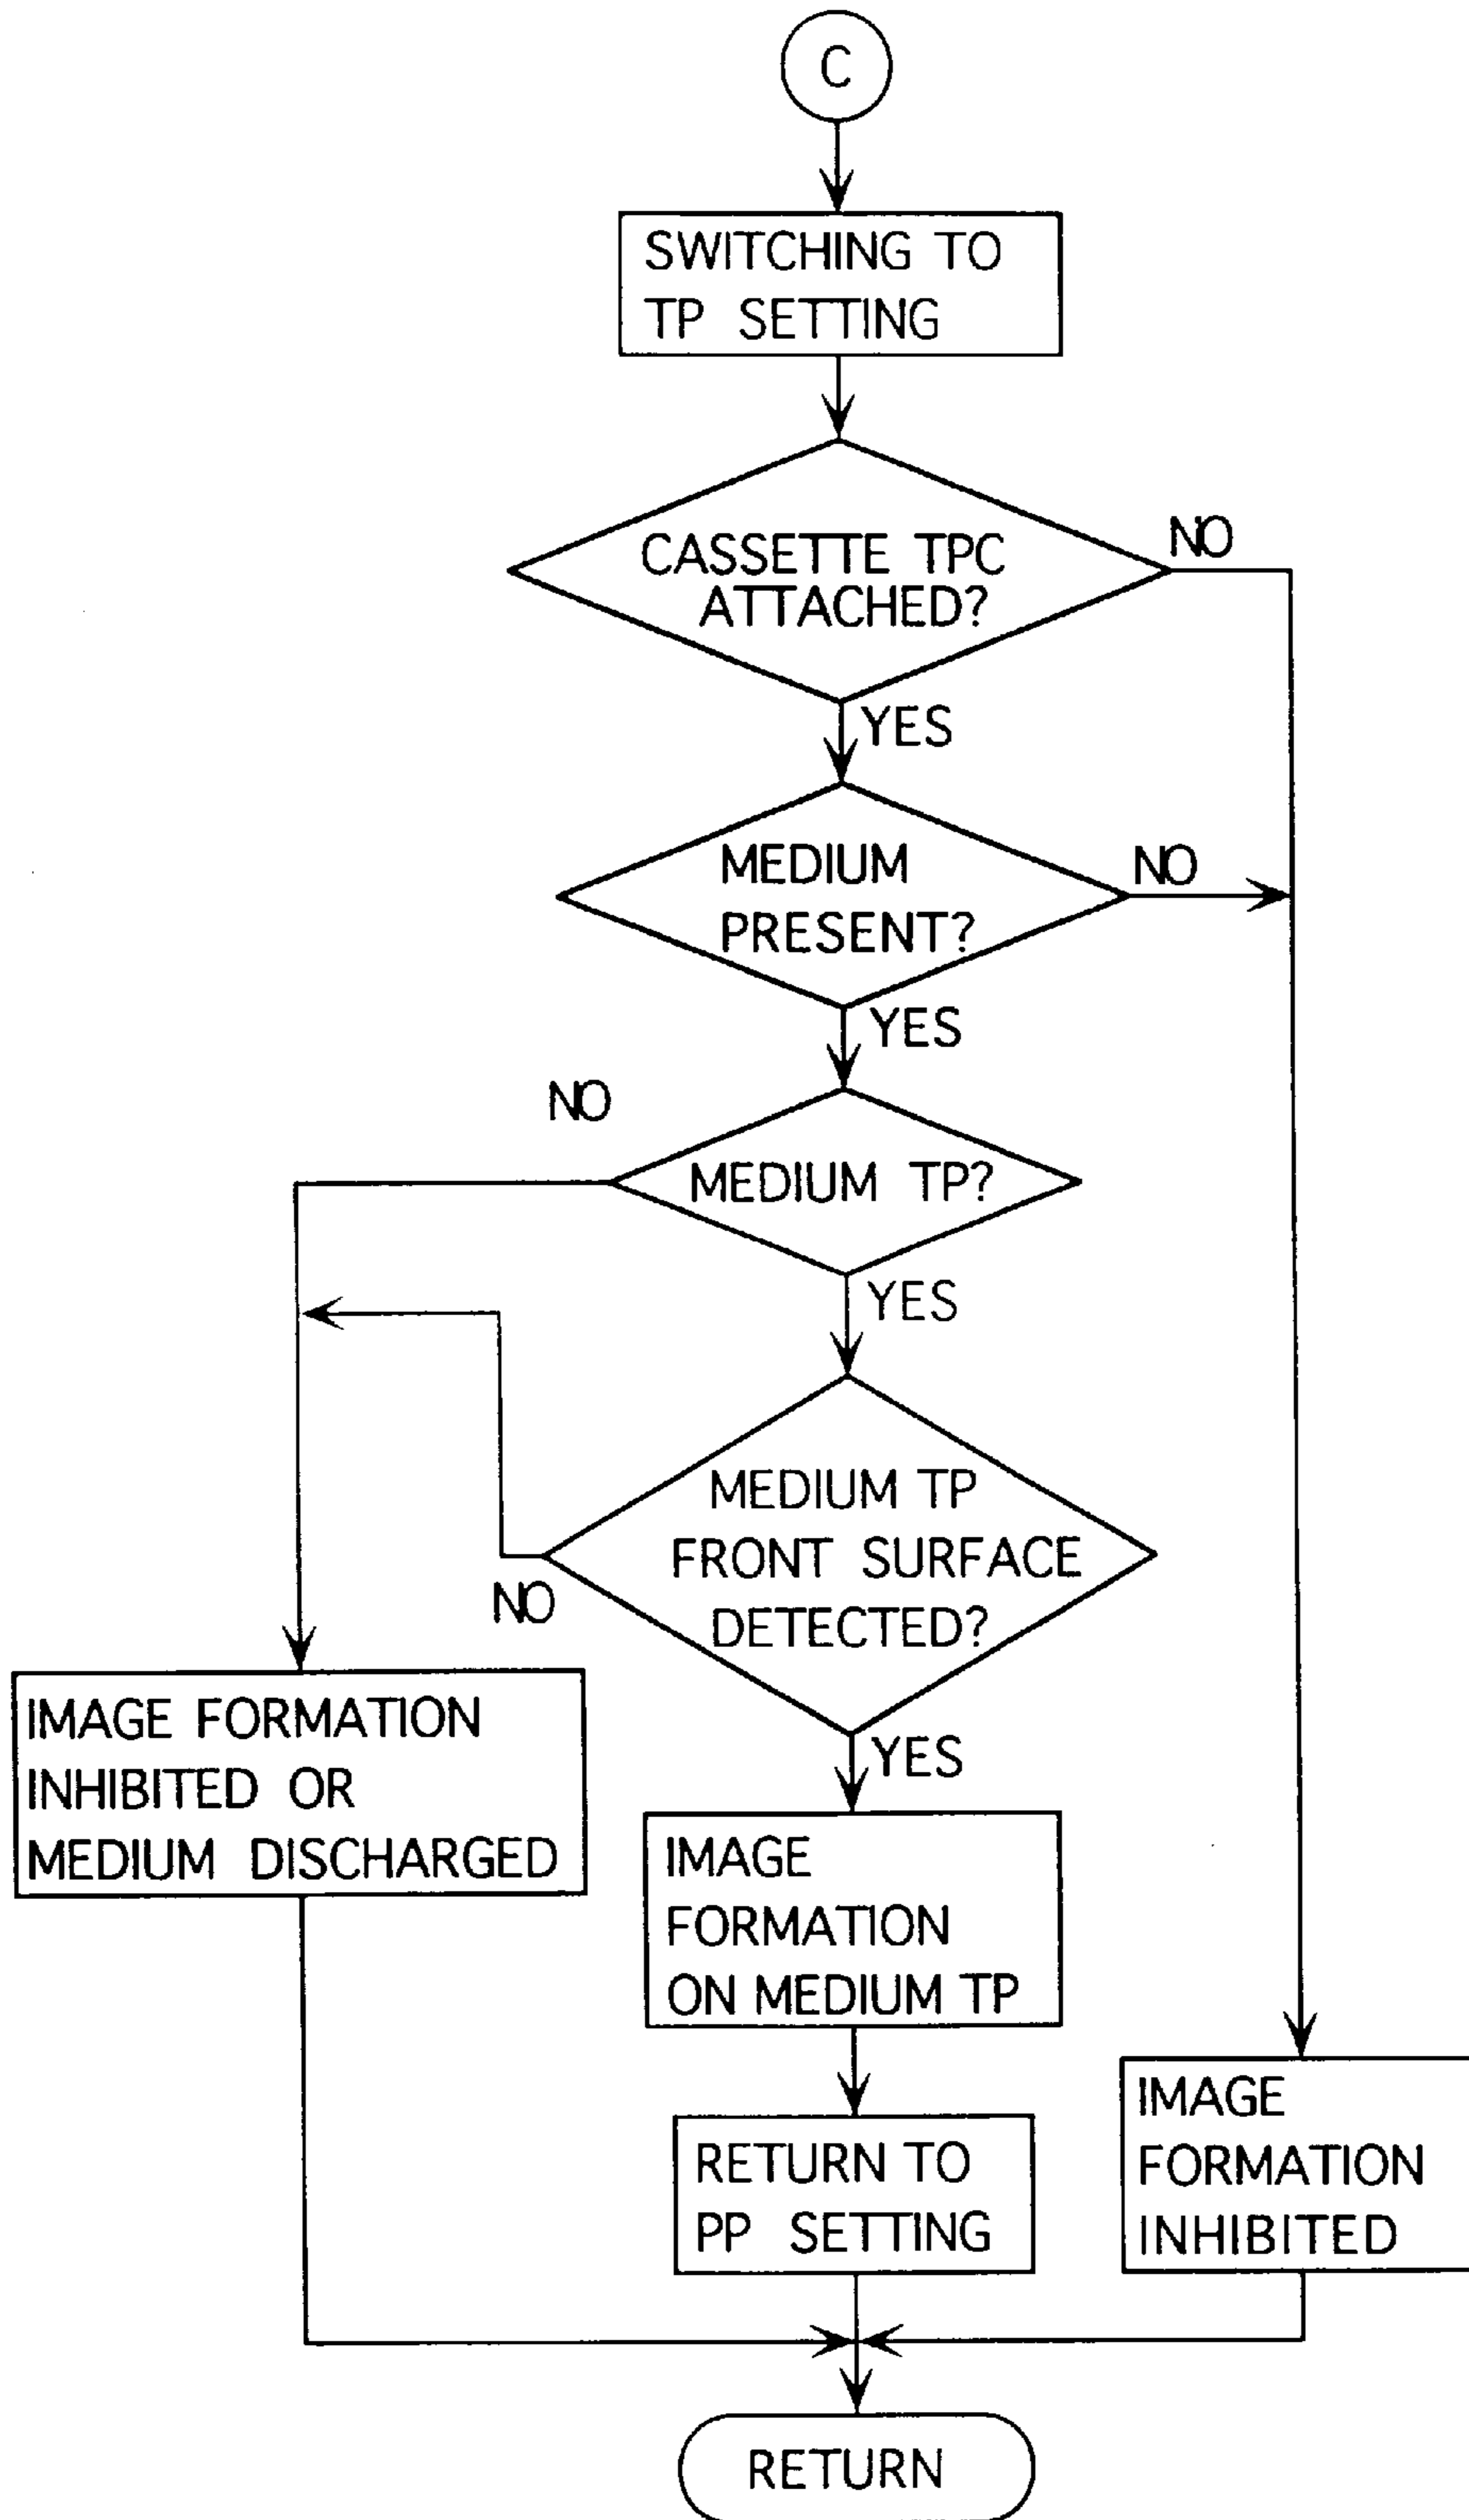 C
SWITCHING TO
TP SETTING
CASSETTE TPC
ATTACHED?
NO
YES
MEDIUM
PRESENT?
NO
YES
NO
MEDIUM TP?
YES
MEDIUM TP
FRONT SURFACE
DETECTED?
NO
YES
IMAGE FORMATION
INHIBITED OR
MEDIUM DISCHARGED
IMAGE
FORMATION
ON MEDIUM TP
RETURN TO
PP SETTING
IMAGE
FORMATION
INHIBITED
RETURN